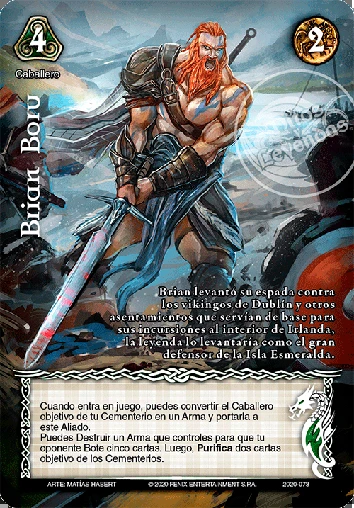 4
2
Caballero
Brian Boru
Leyendas
Brian levantó su espada contra
los vikingos de Dublín y otros
asentamientos que servían de base para
sus incursiones al interior de Irlanda,
la leyenda lo levantaría como el gran
defensor de la Isla Esmeralda.
Cuando entra en juego, puedes convertir el Caballero
objetivo de tu Cementerio en un Arma y portarla a
este Aliado.
Puedes Destruir un Arma que controles para que tu
oponente Bote cinco cartas. Luego, Purifica dos cartas
objetivo de los Cementerios.
ARTE: MATÍAS HASERT
© 2020 FENIX ENTERTAINMENT S.P.A.
2020-073